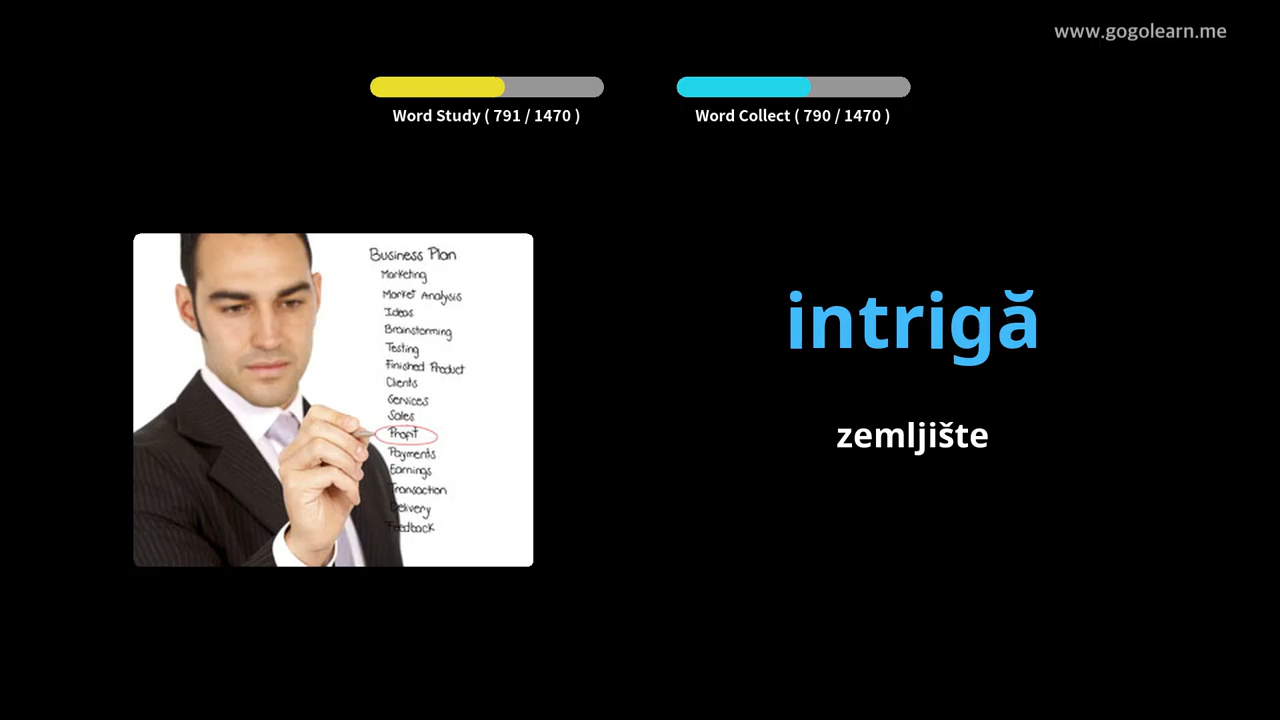 www.gogolearn.me
Word Study ( 791 / 1470 )
Word Collect ( 790 / 1470 )
Business Plan
Marketing
Market Analysis
Ideas
Brainstorming
Testing
Finished Product
Clients
Services
Sales
Profit
Payments
Earnings
Transaction
Delivery
Feedback
intrigă
zemljište